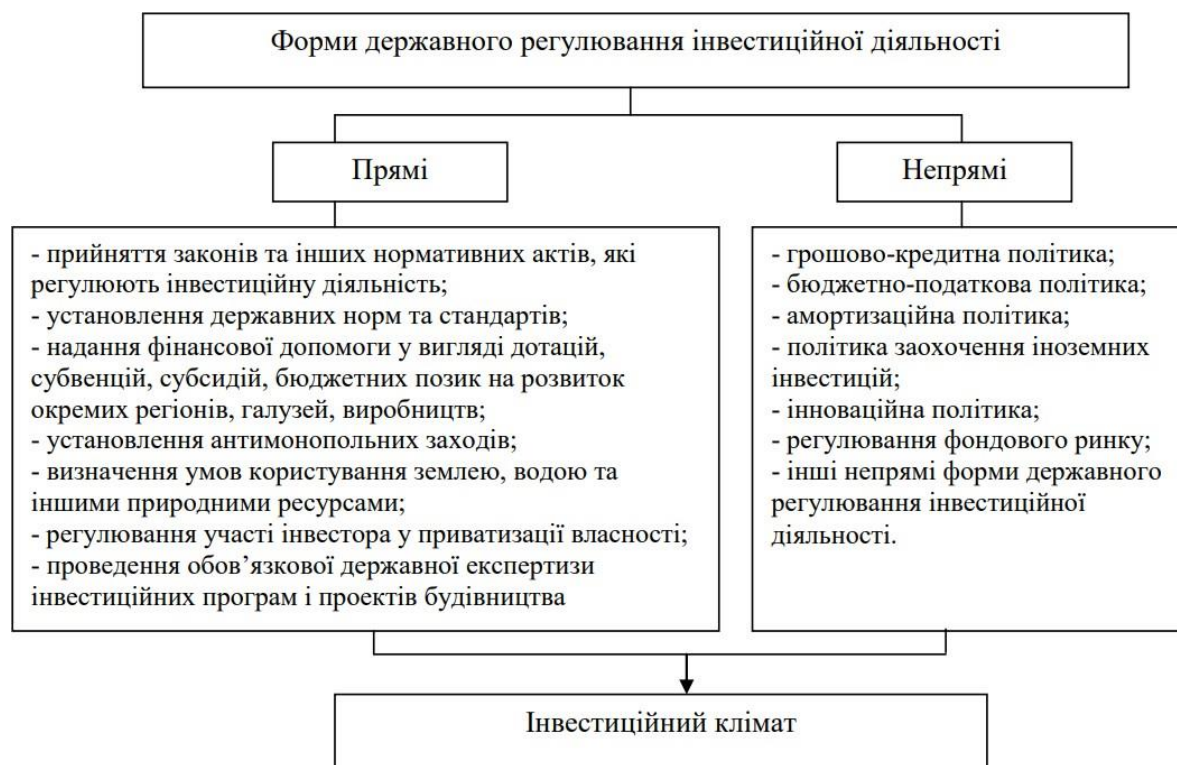 Форми державного регулювання інвестиційної діяльності
Прямі
Непрямі
- прийняття законів та інших нормативних актів, які
регулюють інвестиційну діяльність;
- установлення державних норм та стандартів;
- надання фінансової допомоги у вигляді дотацій,
субвенцій, субсидій, бюджетних позик на розвиток
окремих регіонів, галузей, виробництв;
- установлення антимонопольних заходів;
- визначення умов користування землею, водою та
іншими природними ресурсами;
- регулювання участі інвестора у приватизації власності;
- проведення обов’язкової державної експертизи
інвестиційних програм і проектів будівництва
- грошово-кредитна політика;
- бюджетно-податкова політика;
- амортизаційна політика;
- політика заохочення іноземних
інвестицій;
- інноваційна політика;
- регулювання фондового ринку;
- інші непрямі форми державного
регулювання інвестиційної
діяльності.
Інвестиційний клімат